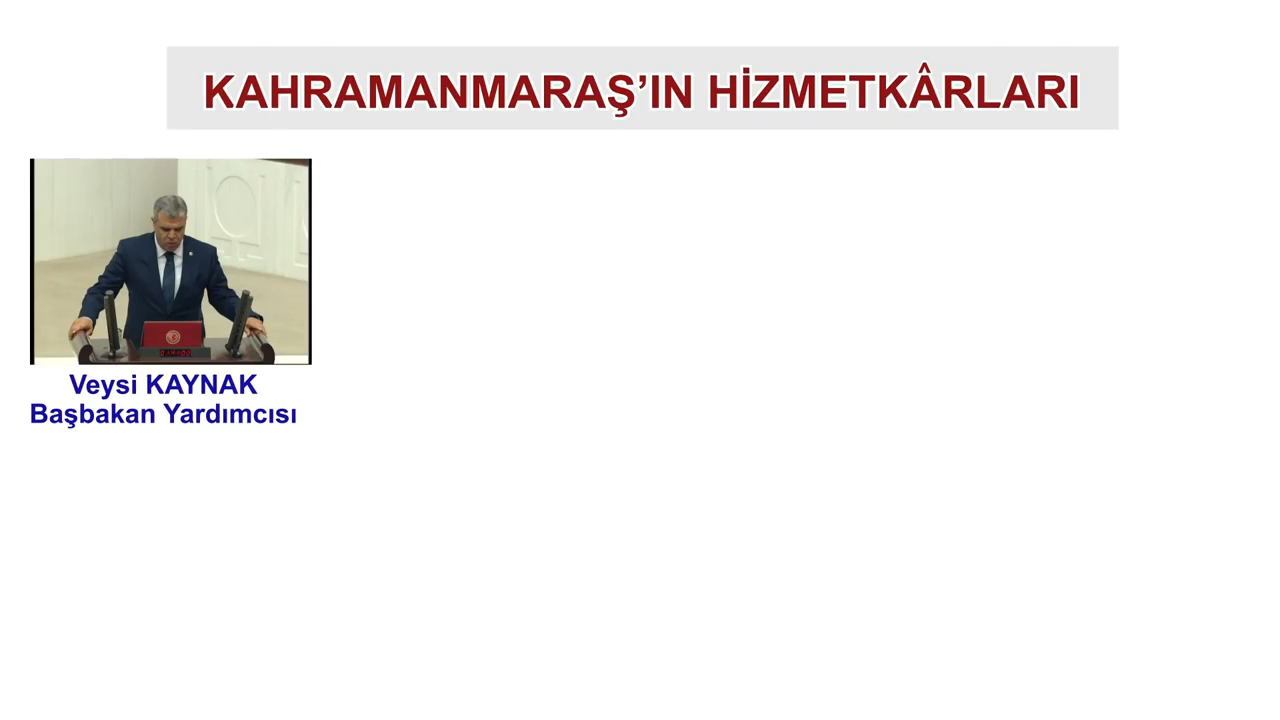 KAHRAMANMARAŞ’IN HİZMETKÂRLARI
Veysi KAYNAK
Başbakan Yardımcısı